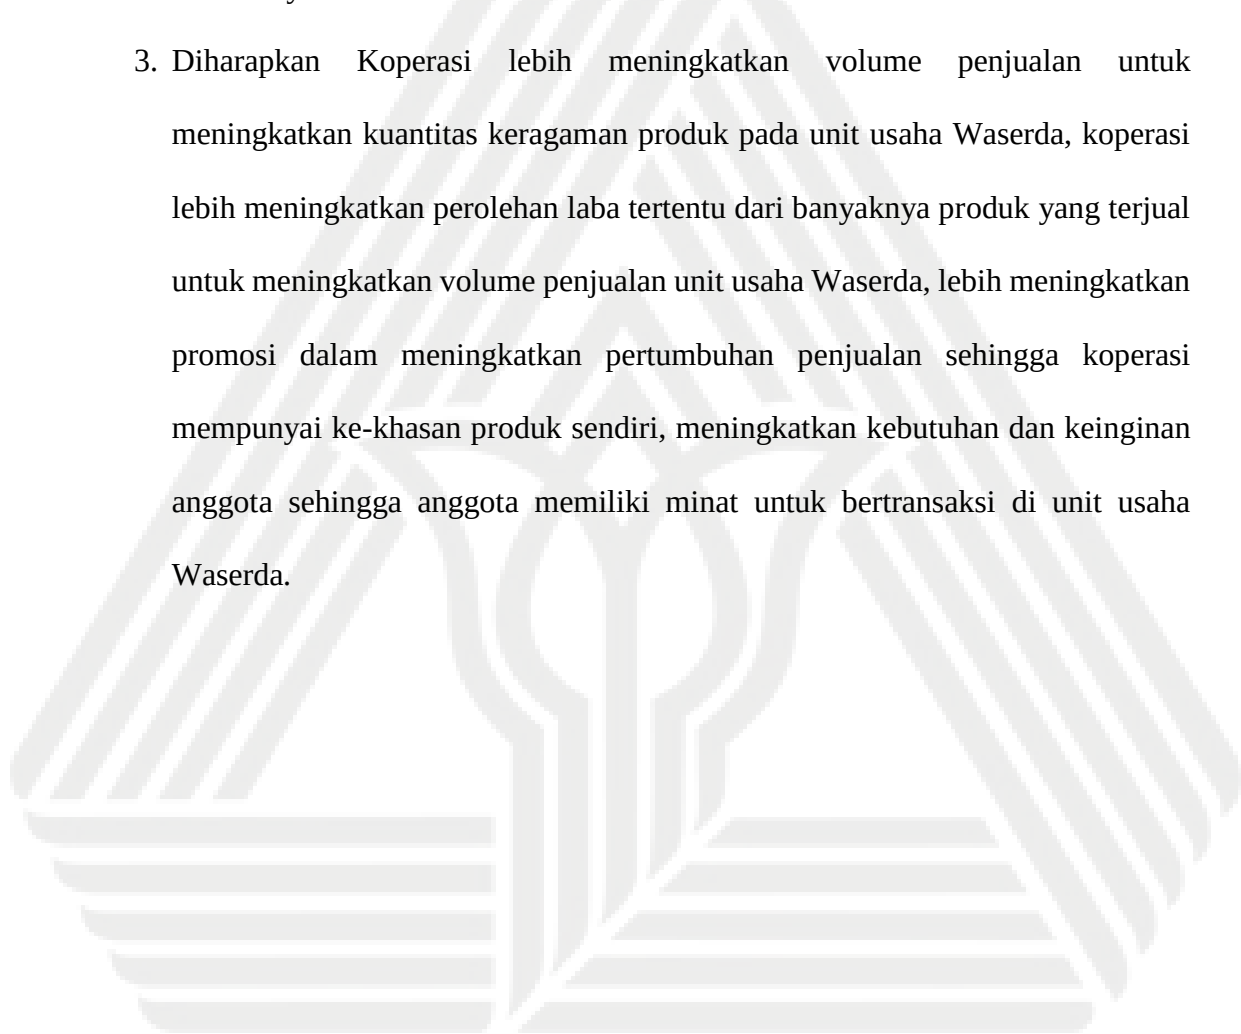 3. Diharapkan Koperasi lebih meningkatkan volume penjualan untuk
meningkatkan kuantitas keragaman produk pada unit usaha Waserda, koperasi
lebih meningkatkan perolehan laba tertentu dari banyaknya produk yang terjual
untuk meningkatkan volume penjualan unit usaha Waserda, lebih meningkatkan
promosi dalam meningkatkan pertumbuhan penjualan sehingga koperasi
mempunyai ke-khasan produk sendiri, meningkatkan kebutuhan dan keinginan
anggota sehingga anggota memiliki minat untuk bertransaksi di unit usaha
Waserda.